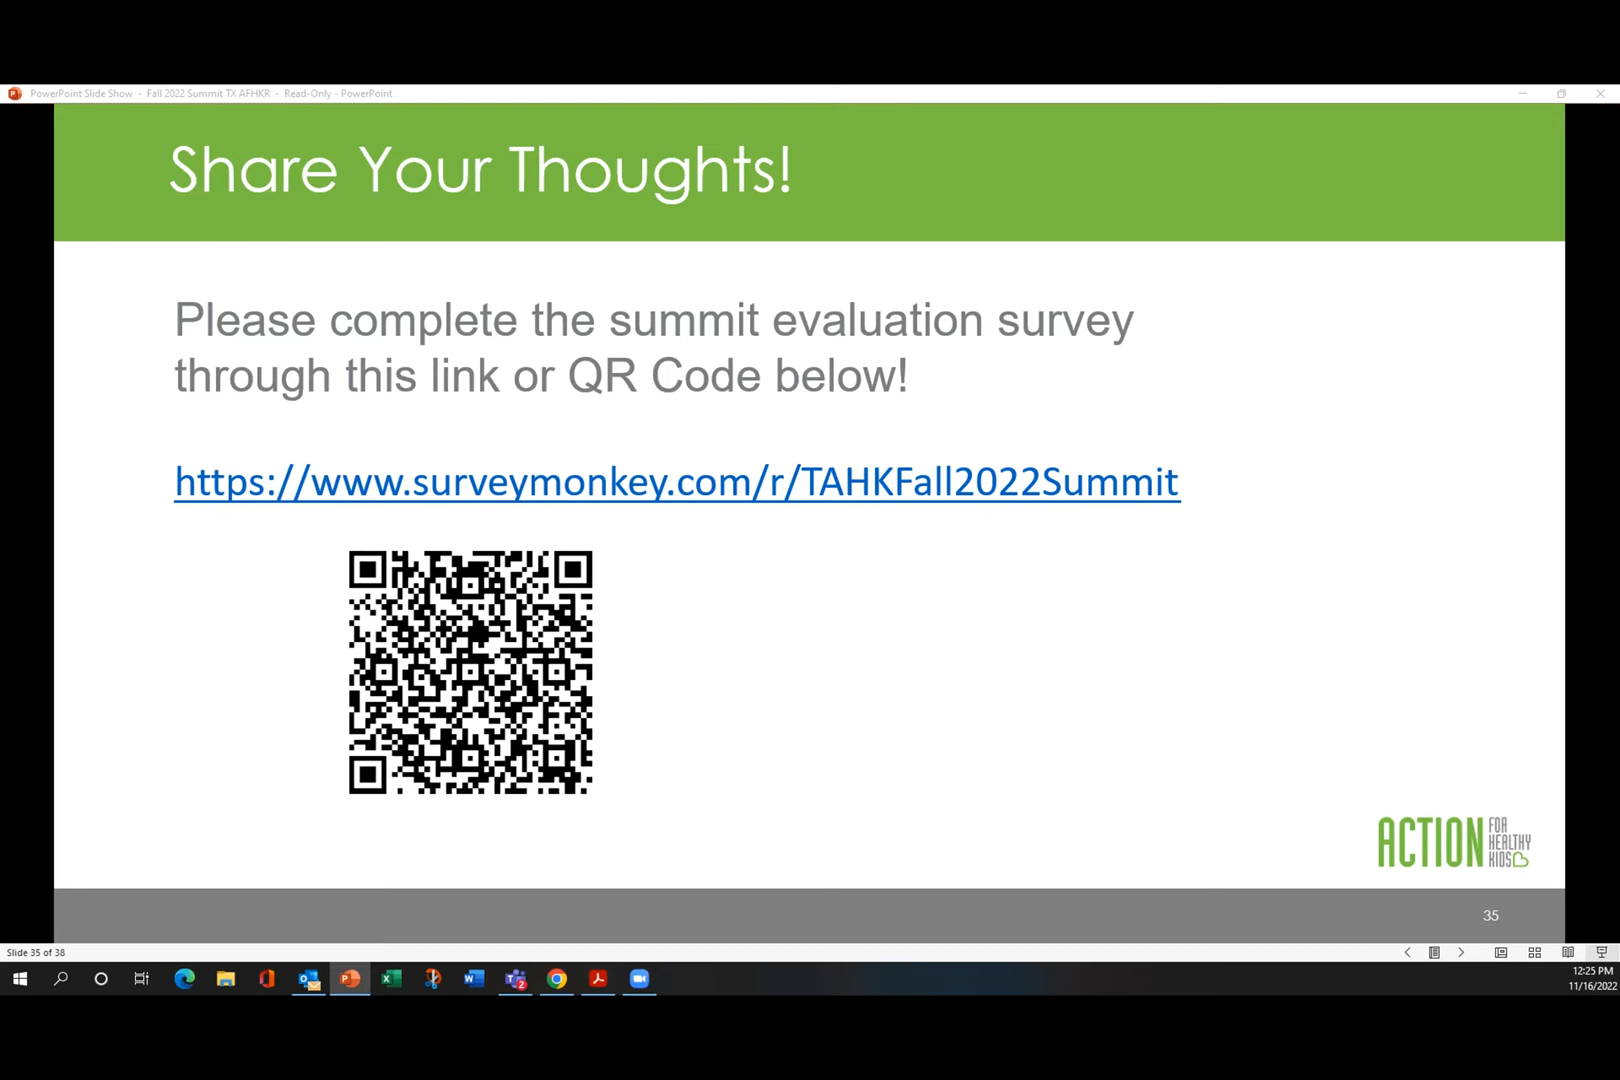 PowerPoint Slide Show - Fall 2022 Summit TX AFHKR - Read-Only - PowerPoint
Share Your Thoughts!
Please complete the summit evaluation survey
through this link or QR Code below!
https://www.surveymonkey.com/r/TAHKFall2022Summit
ACTION FOR
HEALTHY
KIDS
35
Slide 35 of 38
12:25 PM
11/16/2022